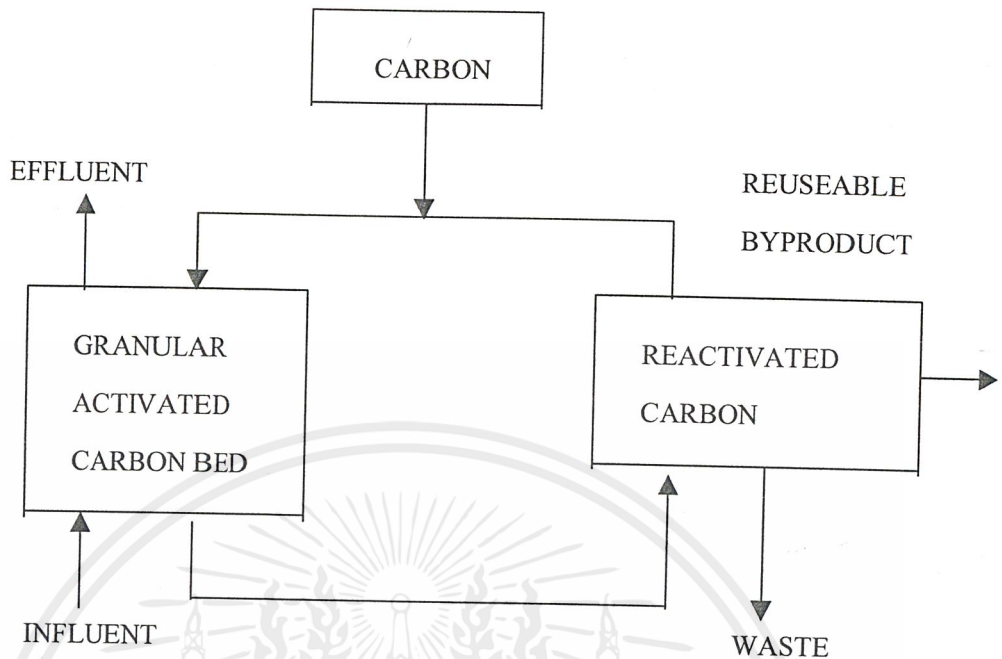 CARBON
EFFLUENT
REUSEABLE
BYPRODUCT
GRANULAR
ACTIVATED
CARBON BED
REACTIVATED
CARBON
INFLUENT
WASTE